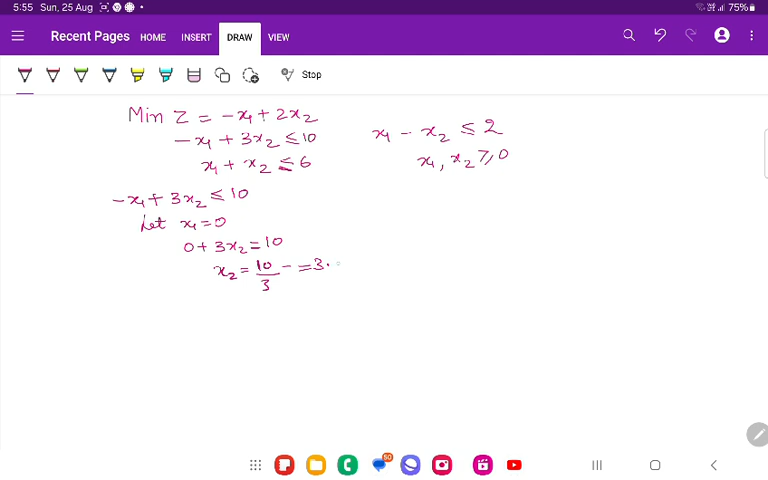 5:55 Sun, 25 Aug 75%
Recent Pages HOME INSERT DRAW VIEW
Stop
Min Z = -x₁ + 2x₂
-x₁ + 3x₂ ≤ 10
x₁ + x₂ ≤ 6
x₁ - x₂ ≤ 2
x₁, x₂ ≥ 0
-x₁ + 3x₂ ≤ 10
Let x₁ = 0
0 + 3x₂ = 10
x₂ = 10/3 - = 3.
50